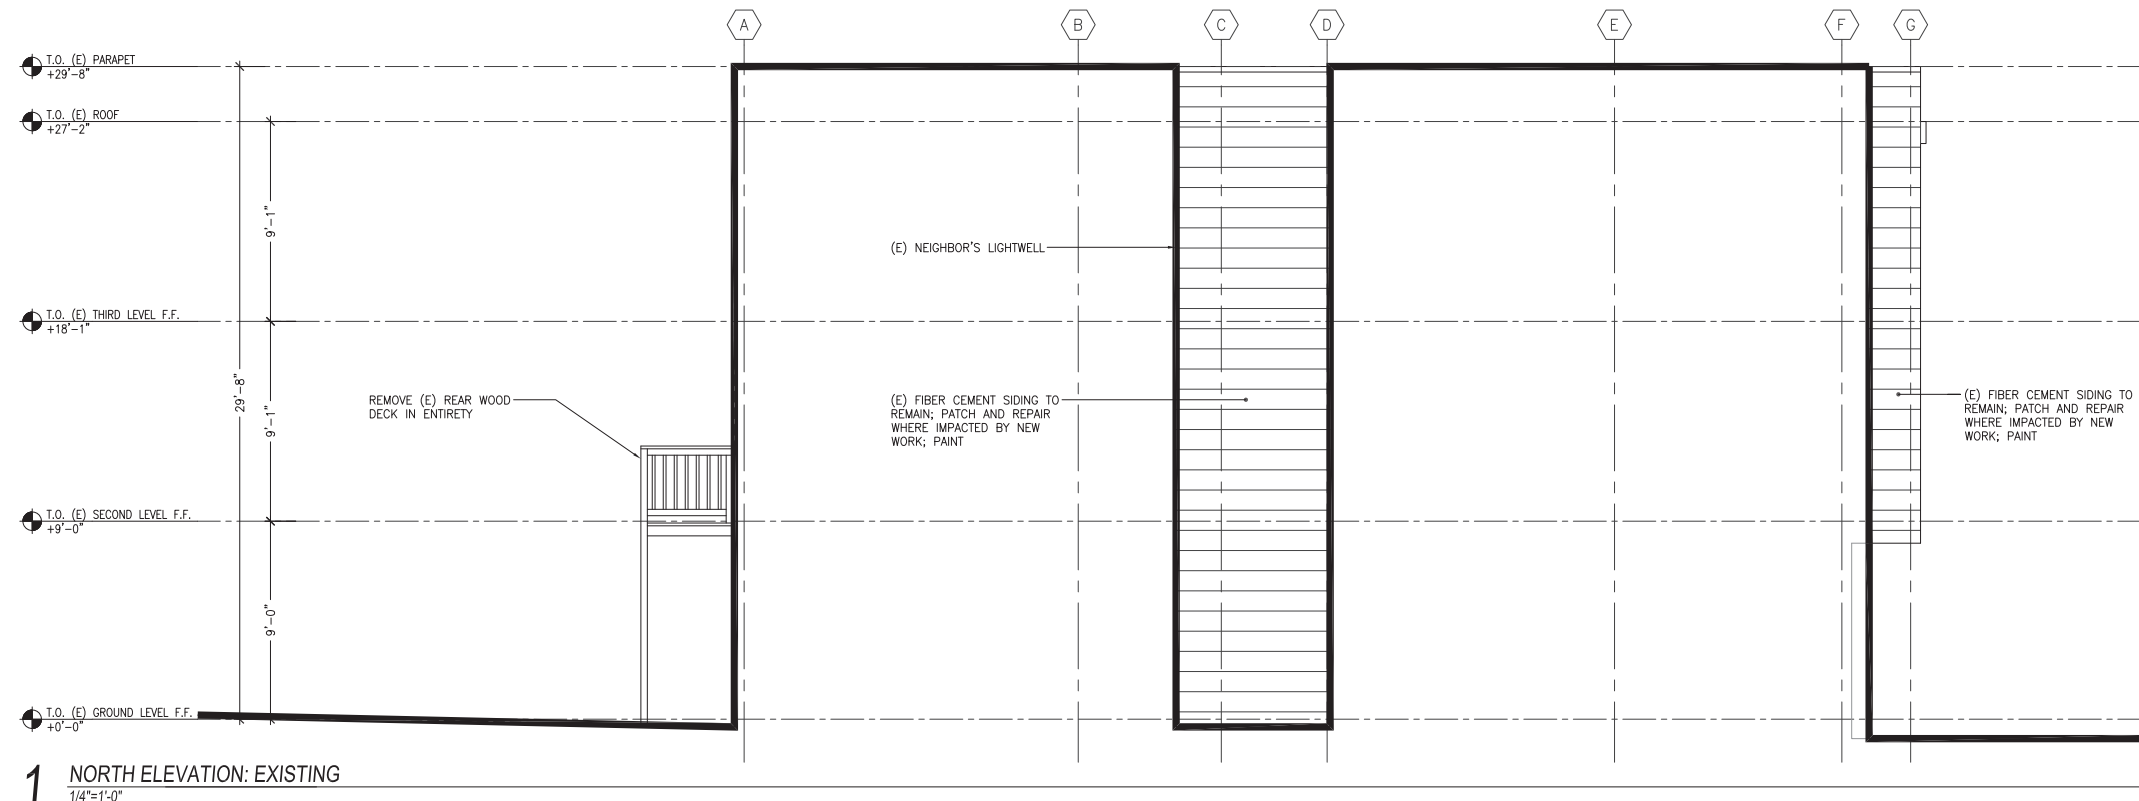 A
B
C
D
E
F
G
T.O. (E) PARAPET
+29'-8"
T.O. (E) ROOF
+27'-2"
9'-1"
(E) NEIGHBOR'S LIGHTWELL
T.O. (E) THIRD LEVEL F.F.
+18'-1"
29'-8"
9'-1"
REMOVE (E) REAR WOOD
DECK IN ENTIRETY
(E) FIBER CEMENT SIDING TO
REMAIN; PATCH AND REPAIR
WHERE IMPACTED BY NEW
WORK; PAINT
(E) FIBER CEMENT SIDING TO
REMAIN; PATCH AND REPAIR
WHERE IMPACTED BY NEW
WORK; PAINT
T.O. (E) SECOND LEVEL F.F.
+9'-0"
9'-0"
T.O. (E) GROUND LEVEL F.F.
+0'-0"
1 NORTH ELEVATION: EXISTING
1/4"=1'-0"